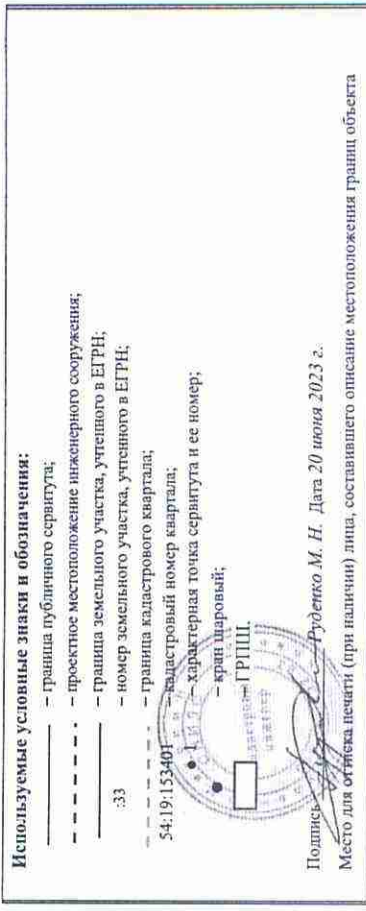 Используемые условные знаки и обозначения:
– граница публичного сервитута;
– проектное местоположение инженерного сооружения;
– граница земельного участка, учтенного в ЕГРН;
:33 – номер земельного участка, учтенного в ЕГРН;
– граница кадастрового квартала;
54:19:153401 – кадастровый номер квартала;
1 – характерная точка сервитута и ее номер;
– кран шаровый;
– ГРПШ.
кадастровый
инженер
Подпись Руденко М. Н. Дата 20 июня 2023 г.
Место для оттиска печати (при наличии) лица, составившего описание местоположения границ объекта